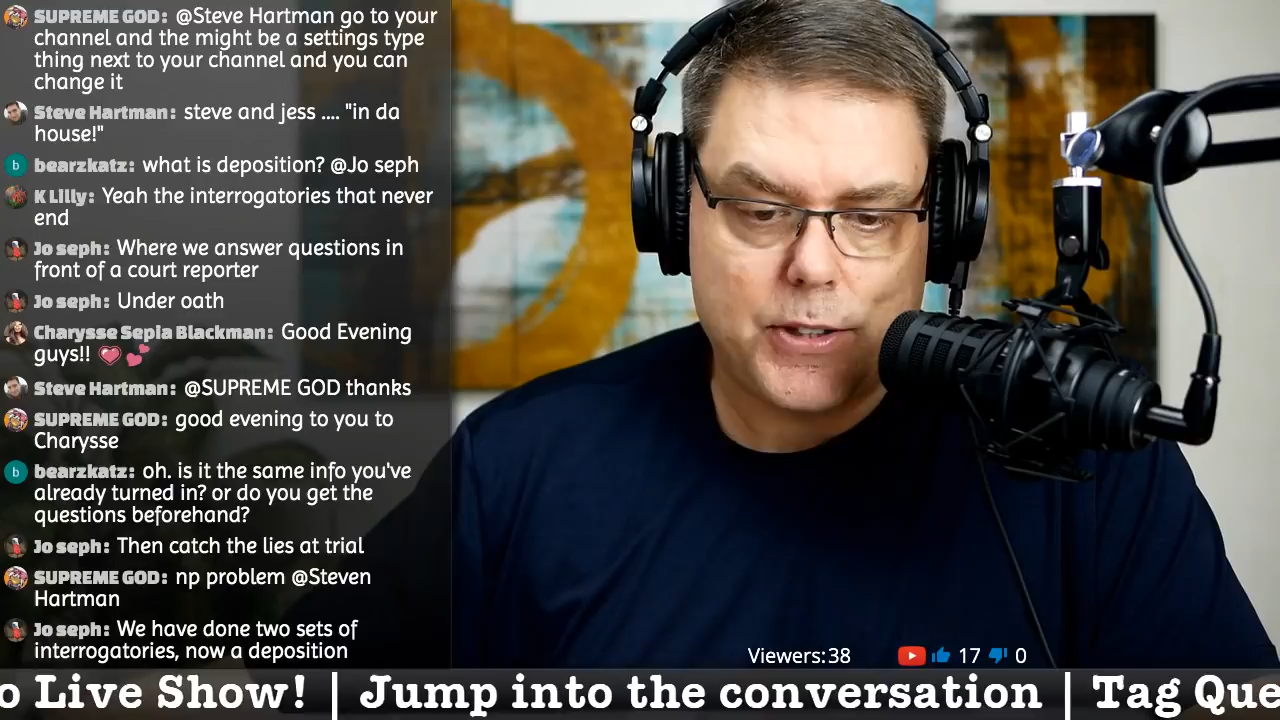 SUPREME GOD: @Steve Hartman go to your
channel and the might be a settings type
thing next to your channel and you can
change it
Steve Hartman: steve and jess .... "in da
house!"
b bearzkatz: what is deposition? @Jo seph
K Lilly: Yeah the interrogatories that never
end
Jo seph: Where we answer questions in
front of a court reporter
Jo seph: Under oath
Charysse Sepia Blackman: Good Evening
guys!! 💗 💕
Steve Hartman: @SUPREME GOD thanks
SUPREME GOD: good evening to you to
Charysse
b bearzkatz: oh. is it the same info you've
already turned in? or do you get the
questions beforehand?
Jo seph: Then catch the lies at trial
SUPREME GOD: np problem @Steven
Hartman
Jo seph: We have done two sets of
interrogatories, now a deposition
Viewers:38 17 0
o Live Show! | Jump into the conversation | Tag Que